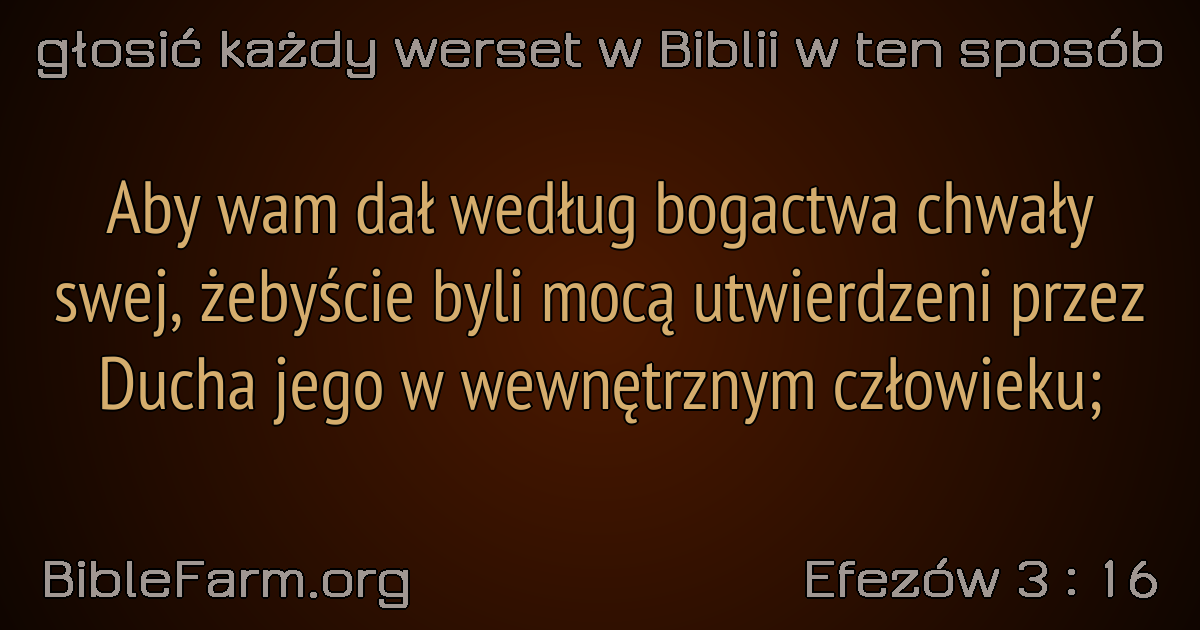 głosić każdy werset w Biblii w ten sposób
Aby wam dał według bogactwa chwały
swej, żebyście byli mocą utwierdzeni przez
Ducha jego w wewnętrznym człowieku;
BibleFarm.org
Efezów 3 : 16